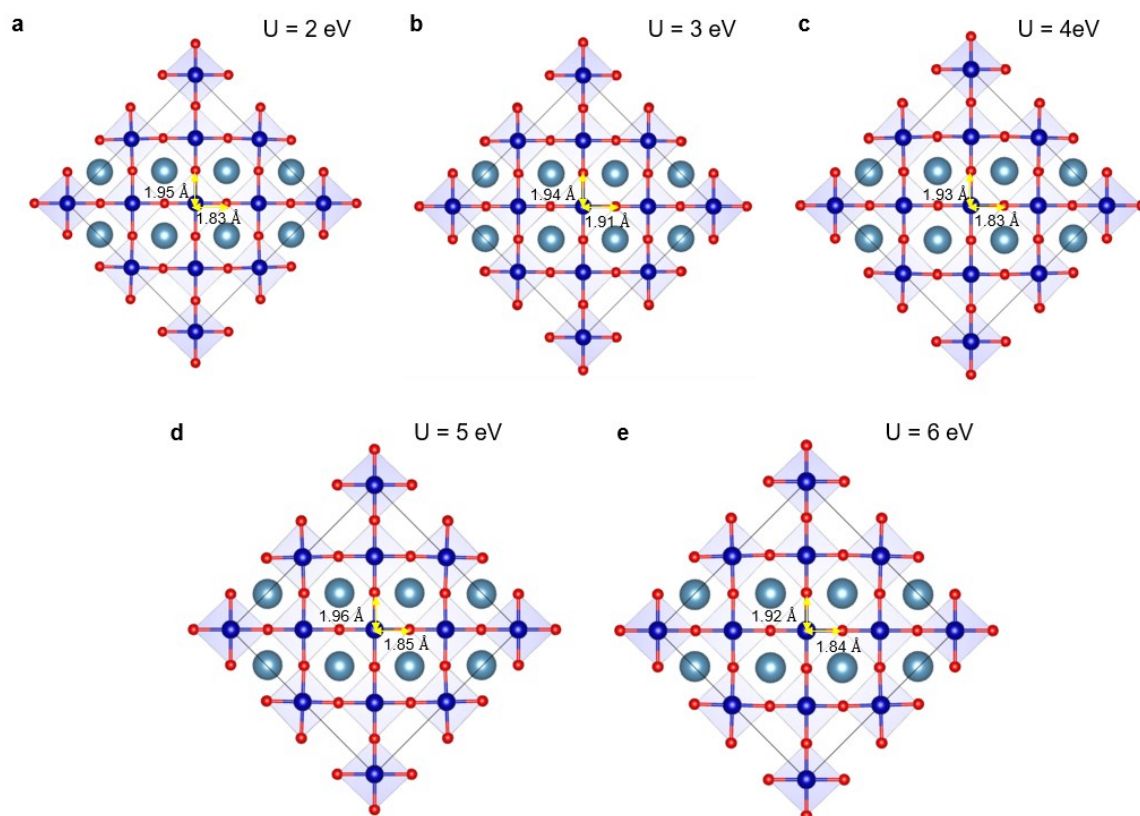 a
U = 2 eV
b
U = 3 eV
c
U = 4eV
1.95 Å
1.83 Å
1.94 Å
1.91 Å
1.93 Å
1.83 Å
d
U = 5 eV
e
U = 6 eV
1.96 Å
1.85 Å
1.92 Å
1.84 Å